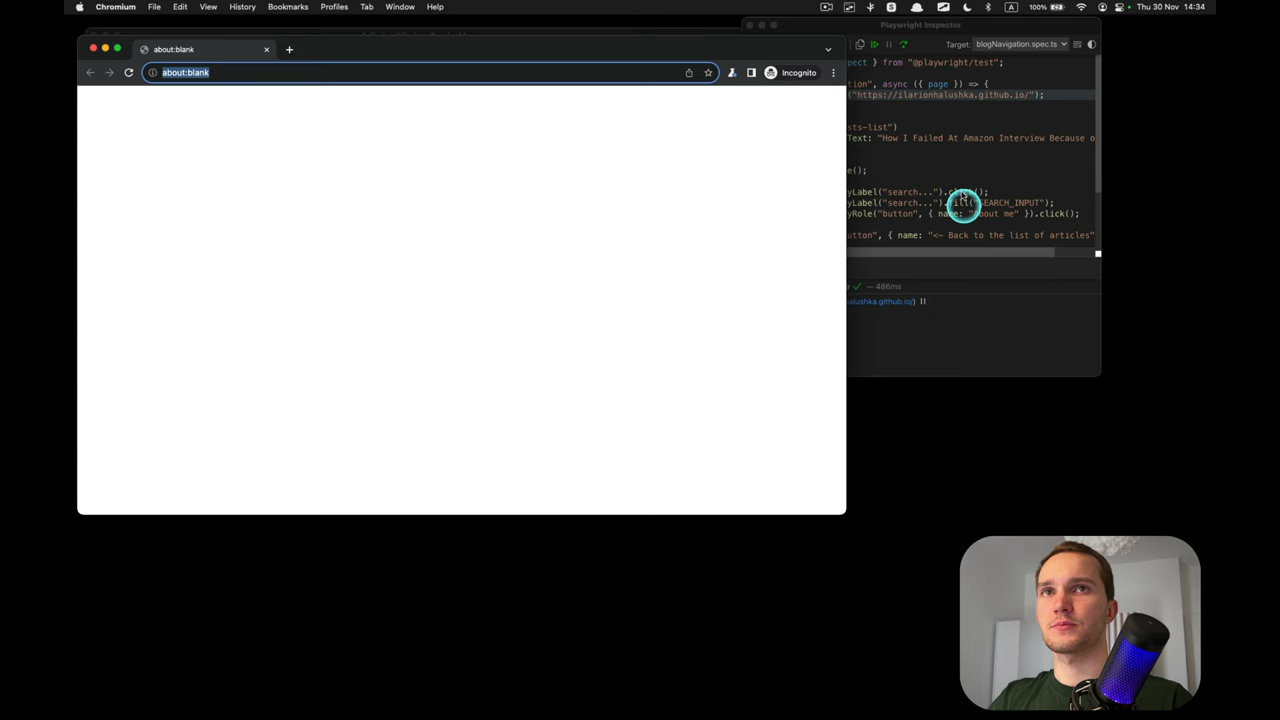 Chromium File Edit View History Bookmarks Profiles Tab Window Help
100% Thu 30 Nov 14:34
Playwright Inspector
about:blank
Target: blogNavigation.spec.ts
about:blank
Incognito
pect } from "@playwright/test";
tion", async ({ page }) => {
("https://ilarionhalushka.github.io/");
sts-list")
Text: "How I Failed At Amazon Interview Because o
e();
yLabel("search...").click();
yLabel("search...").fill("SEARCH_INPUT");
yRole("button", { name: "About me" }).click();
utton", { name: "<- Back to the list of articles"
— 486ms
halushka.github.io/)